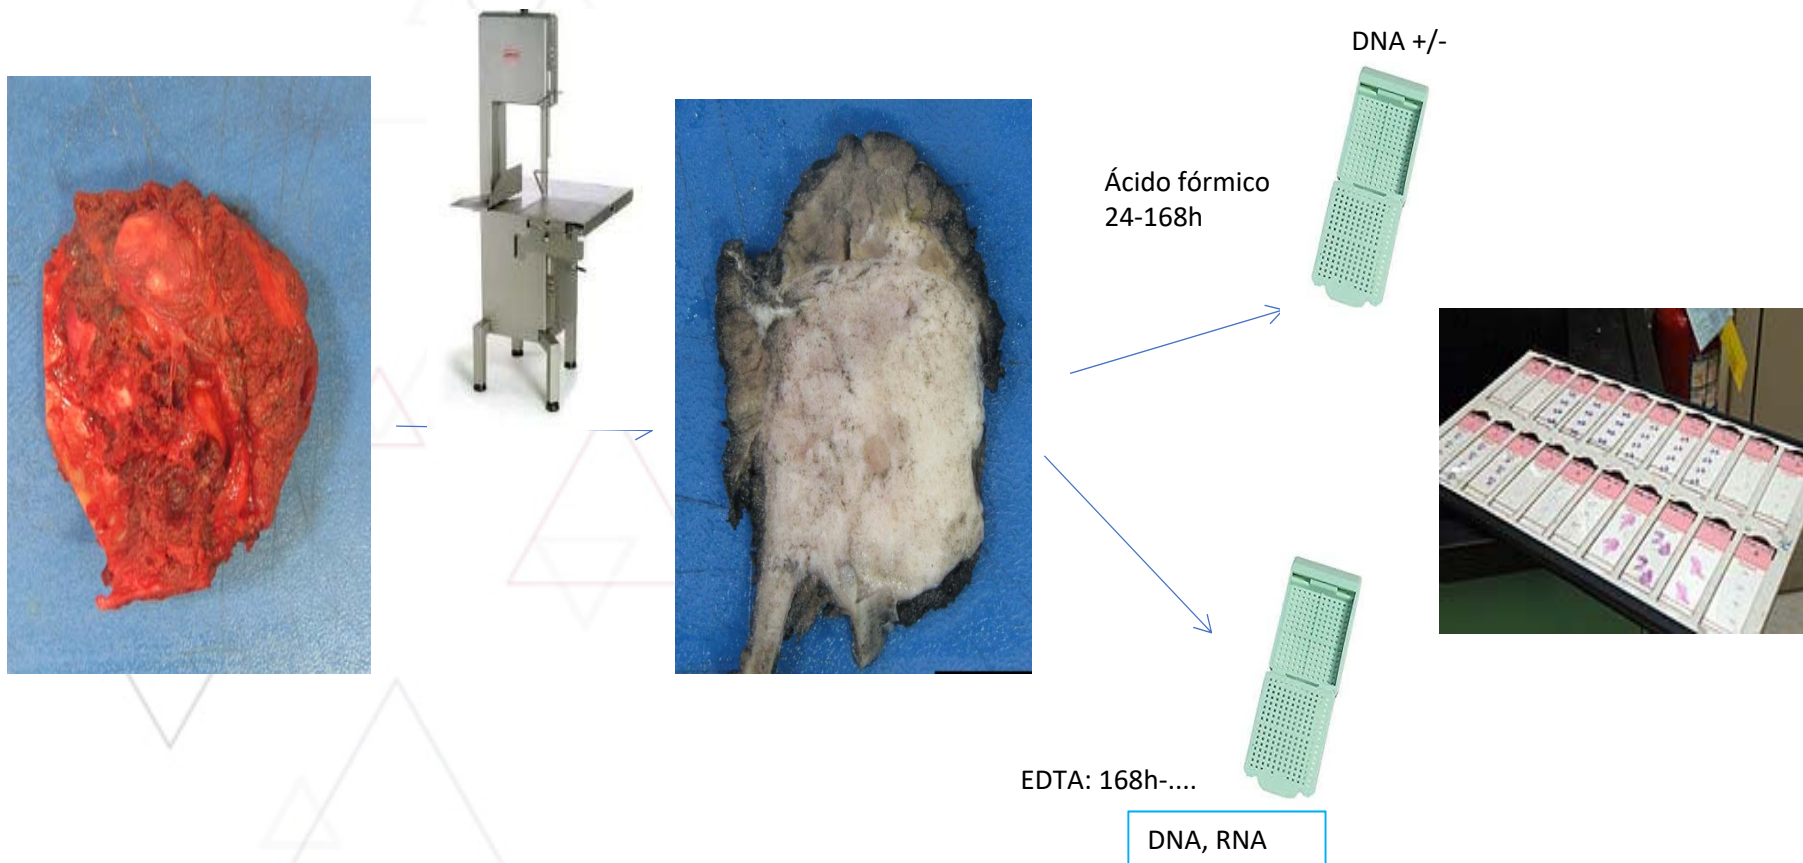 DNA +/-
Ácido fórmico
24-168h
EDTA: 168h-....
DNA, RNA